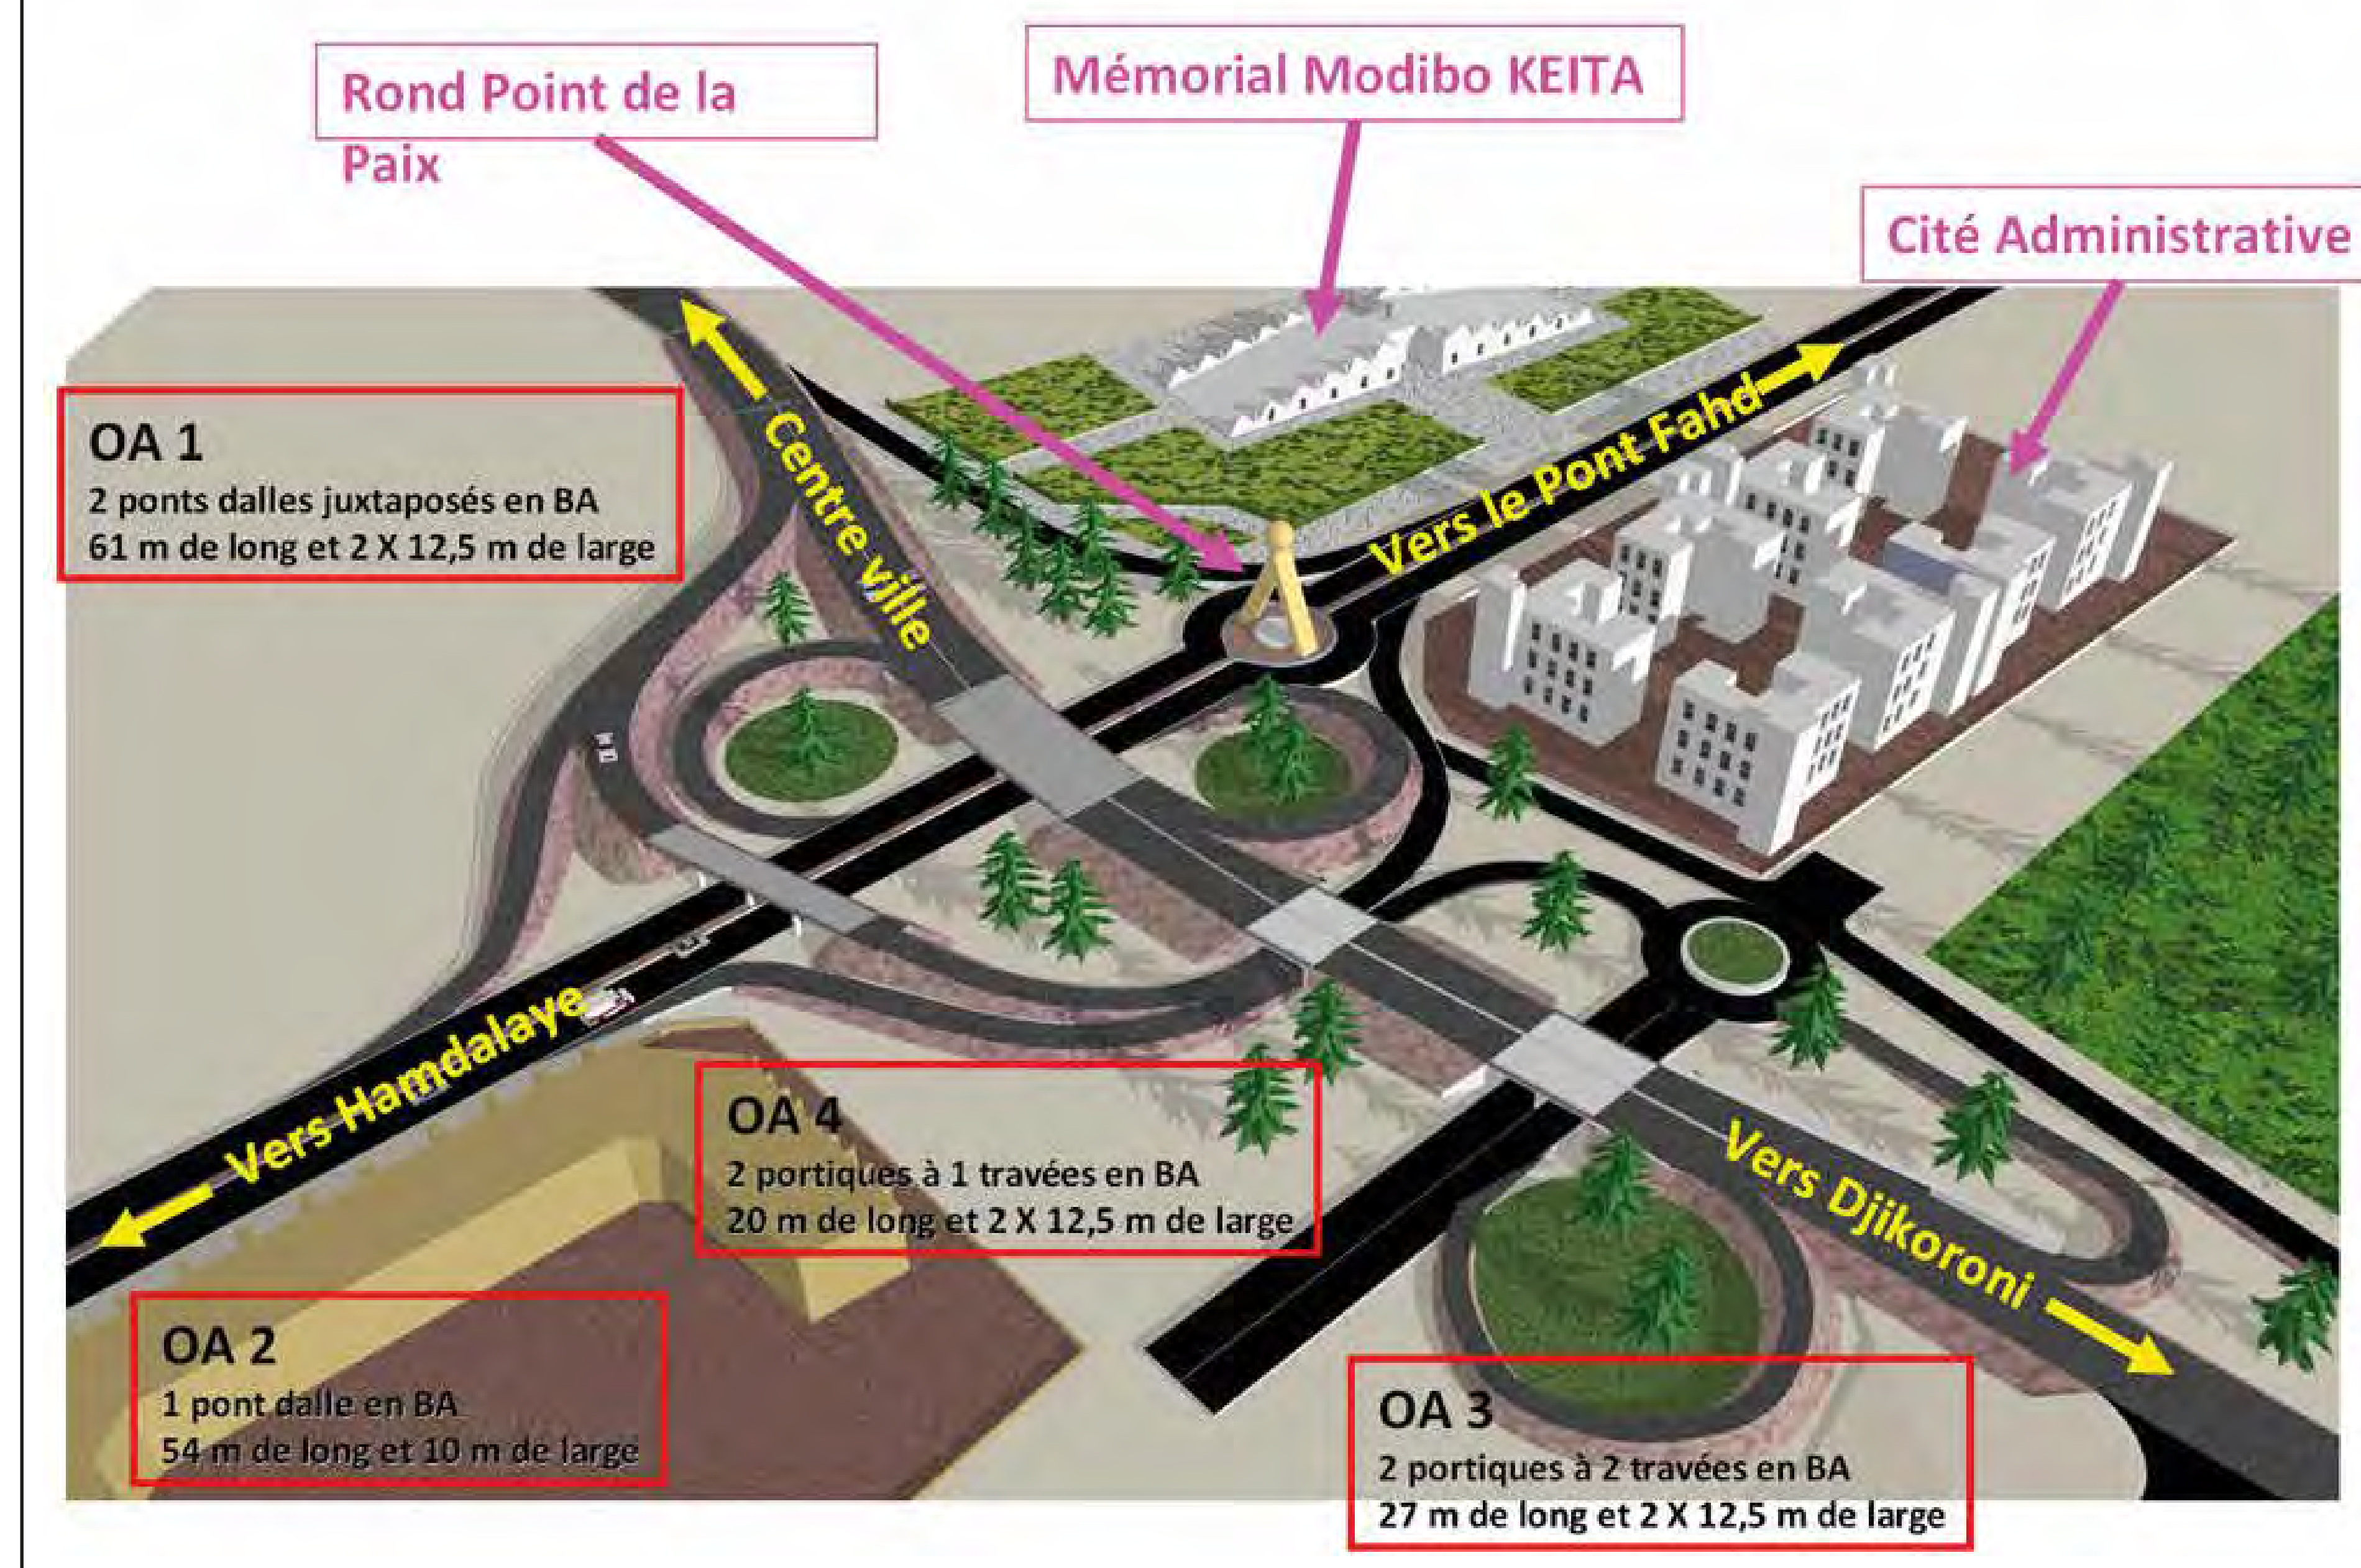 Rond Point de la
Paix
Mémorial Modibo KEITA
Cité Administrative
OA 1
2 ponts dalles juxtaposés en BA
61 m de long et 2 X 12,5 m de large
Centre ville
Vers le Pont Fahd
Vers Hamdalaye
OA 4
2 portiques à 1 travées en BA
20 m de long et 2 X 12,5 m de large
Vers Djikoroni
OA 2
1 pont dalle en BA
54 m de long et 10 m de large
OA 3
2 portiques à 2 travées en BA
27 m de long et 2 X 12,5 m de large